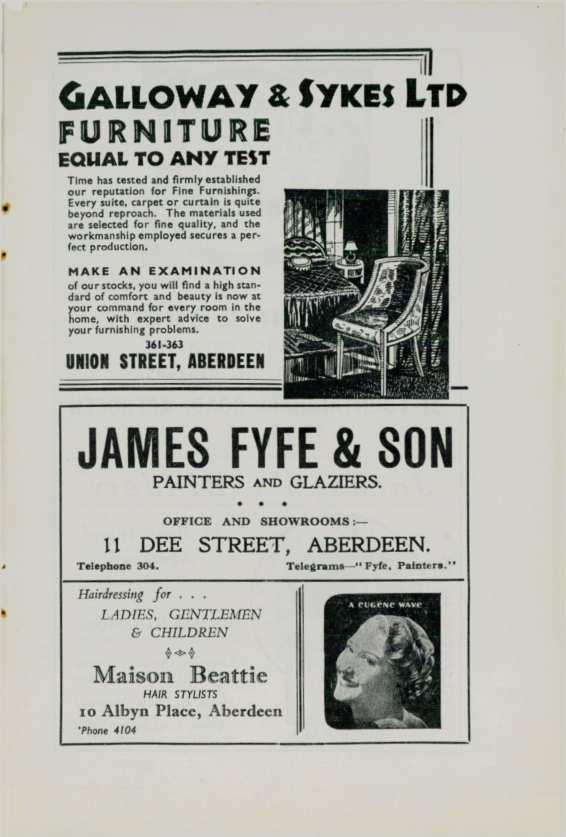 GALLOWAY & SYKES LTD
FURNITURE
EQUAL TO ANY TEST
Time has tested and firmly established
our reputation for Fine Furnishings.
Every suite, carpet or curtain is quite
beyond reproach. The materials used
are selected for fine quality, and the
workmanship employed secures a per-
fect production.
MAKE AN EXAMINATION
of our stocks, you will find a high stan-
dard of comfort and beauty is now at
your command for every room in the
home, with expert advice to solve
your furnishing problems.
361-363
UNION STREET, ABERDEEN
JAMES FYFE & SON
PAINTERS AND GLAZIERS.
OFFICE AND SHOWROOMS :—
11 DEE STREET, ABERDEEN.
Telephone 304. Telegrams—"Fyfe, Painters."
Hairdressing for . . .
LADIES, GENTLEMEN
& CHILDREN
Maison Beattie
HAIR STYLISTS
10 Albyn Place, Aberdeen
'Phone 4104
A EUGENE WAVE